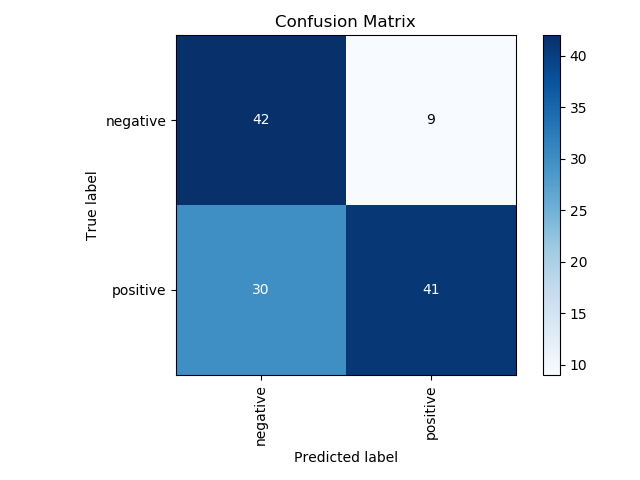 Confusion Matrix
True label
negative
positive
42
9
30
41
negative
positive
Predicted label
40
35
30
25
20
15
10